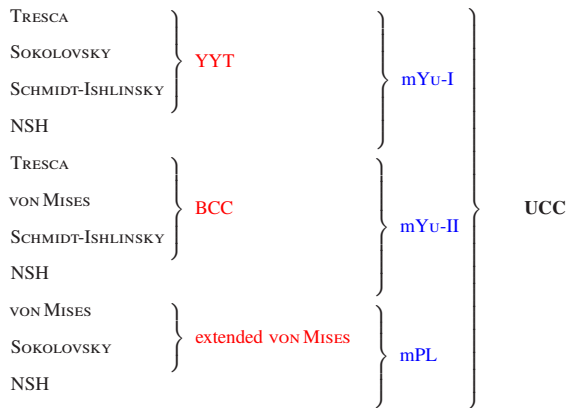 Tresca
Sokolovsky
YYT
Schmidt-Ishlinsky
mYu-I
NSH
Tresca
von Mises
BCC
UCC
Schmidt-Ishlinsky
mYu-II
NSH
von Mises
extended von Mises
Sokolovsky
mPL
NSH